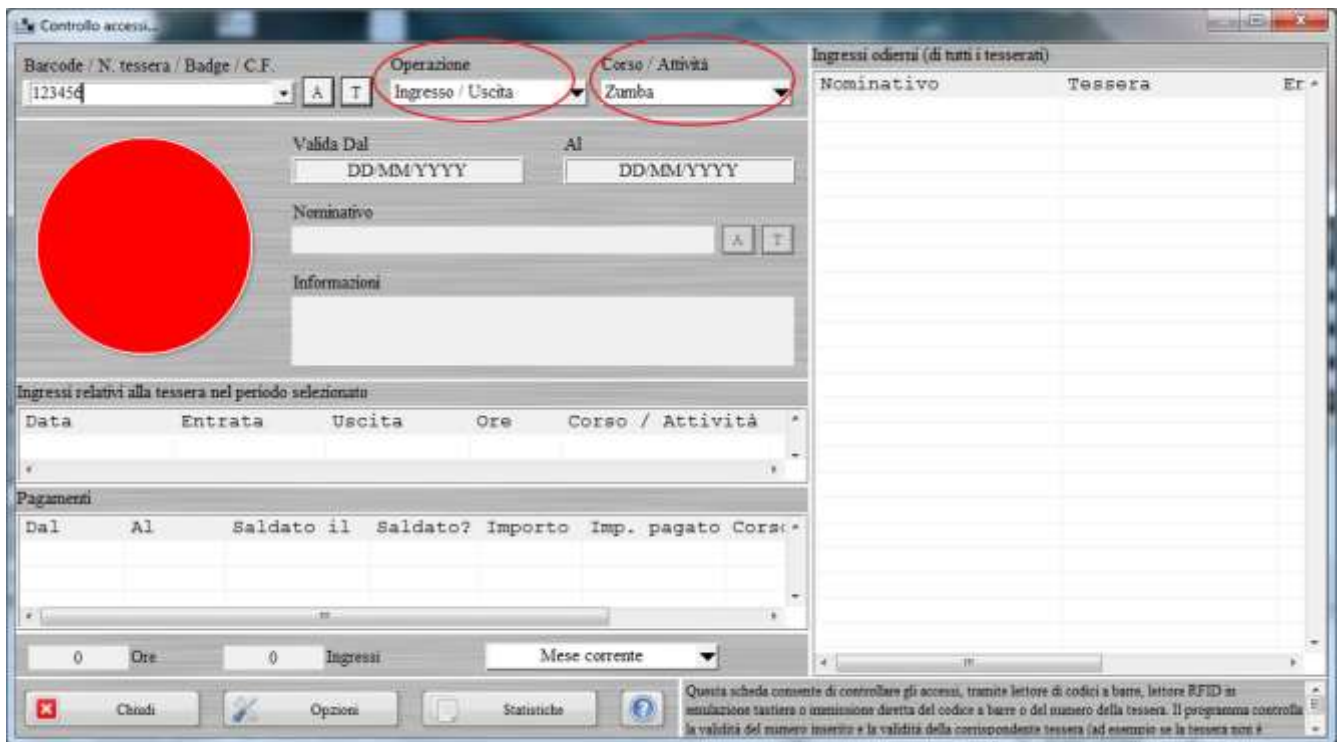 Controllo accessi...
Barcode / N. tessera / Badge / C.F.
Operazione
Corso / Attività
12345
A
T
Ingresso / Uscita
Zumba
Valida Dal
Al
DD/MM/YYYY
DD/MM/YYYY
Nominativo
A
T
Informazioni
Ingressi relativi alla tessera nel periodo selezionato
Data Entrata Uscita Ore Corso / Attività
Pagamenti
Dal Al Saldato il Saldato? Importo Imp. pagato Corso
0 Ore 0 Ingressi Mese corrente
Chiudi Opzioni Statistiche ?
Ingressi odierni (di tutti i tesserati)
Nominativo Tessera Er
Questa scheda consente di controllare gli accessi, tramite lettore di codici a barre, lettore RFID in
emulazione tastiera o immissione diretta del codice a barre o del numero della tessera. Il programma controlla
la validità del numero inserito e la validità della corrispondente tessera (ad esempio se la tessera non è